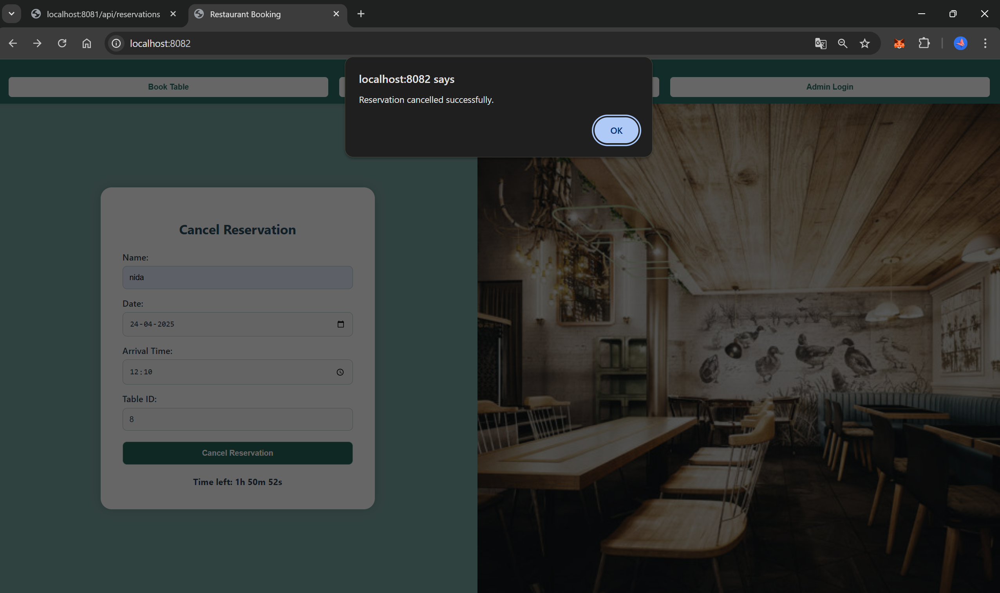 localhost:8081/api/reservations
Restaurant Booking
localhost:8082
Book Table
Admin Login
localhost:8082 says
Reservation cancelled successfully.
OK
Cancel Reservation
Name:
nida
Date:
24-04-2025
Arrival Time:
12:10
Table ID:
8
Cancel Reservation
Time left: 1h 50m 52s